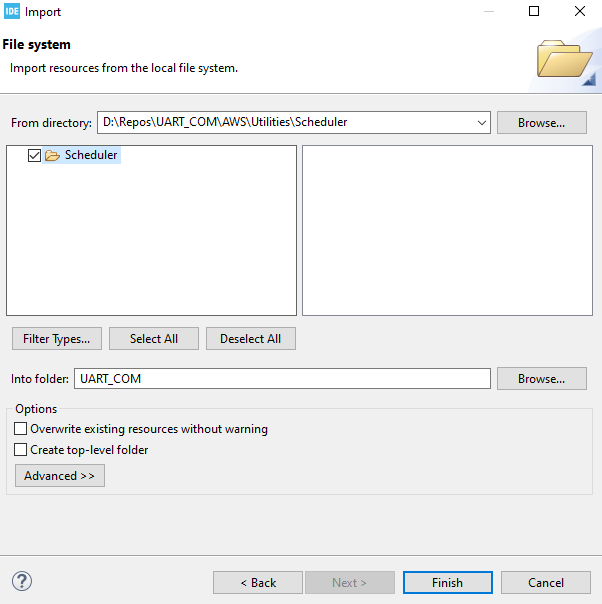 IDE Import
File system
Import resources from the local file system.
From directory: D:\Repos\UART_COM\AWS\Utilities\Scheduler Browse...
Scheduler
Filter Types... Select All Deselect All
Into folder: UART_COM Browse...
Options
Overwrite existing resources without warning
Create top-level folder
Advanced >>
? < Back Next > Finish Cancel